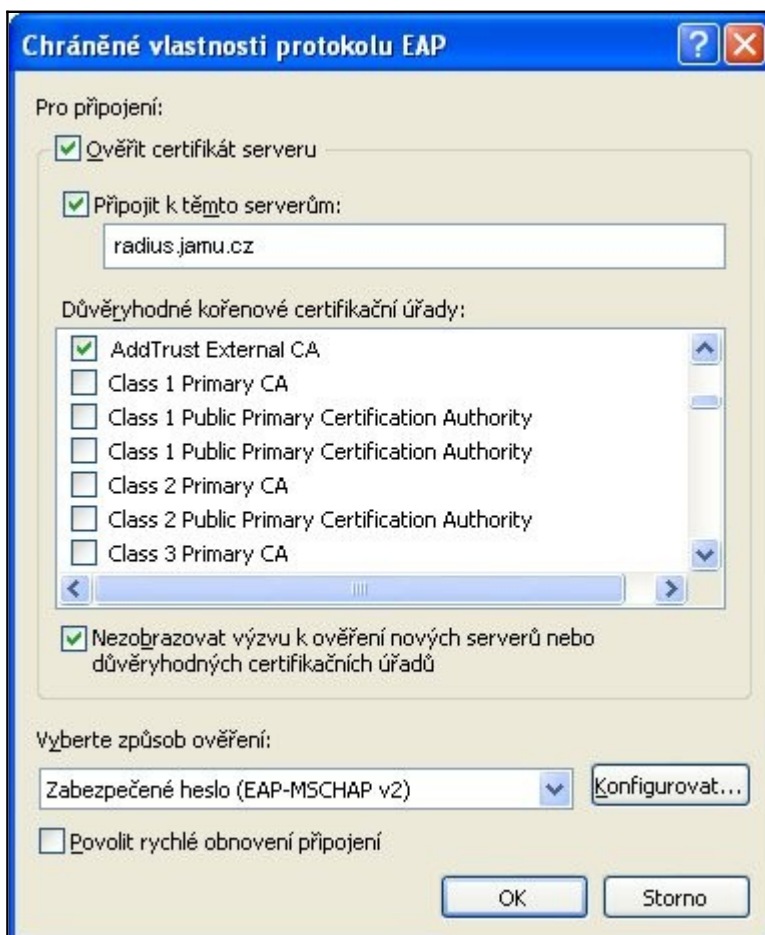 Chráněné vlastnosti protokolu EAP
Pro připojení:
Ověřit certifikát serveru
Připojit k těmto serverům:
radius.jamu.cz
Důvěryhodné kořenové certifikační úřady:
AddTrust External CA
Class 1 Primary CA
Class 1 Public Primary Certification Authority
Class 1 Public Primary Certification Authority
Class 2 Primary CA
Class 2 Public Primary Certification Authority
Class 3 Primary CA
Nezobrazovat výzvu k ověření nových serverů nebo
důvěryhodných certifikačních úřadů
Vyberte způsob ověření:
Zabezpečené heslo (EAP-MSCHAP v2)
Konfigurovat...
Povolit rychlé obnovení připojení
OK
Storno